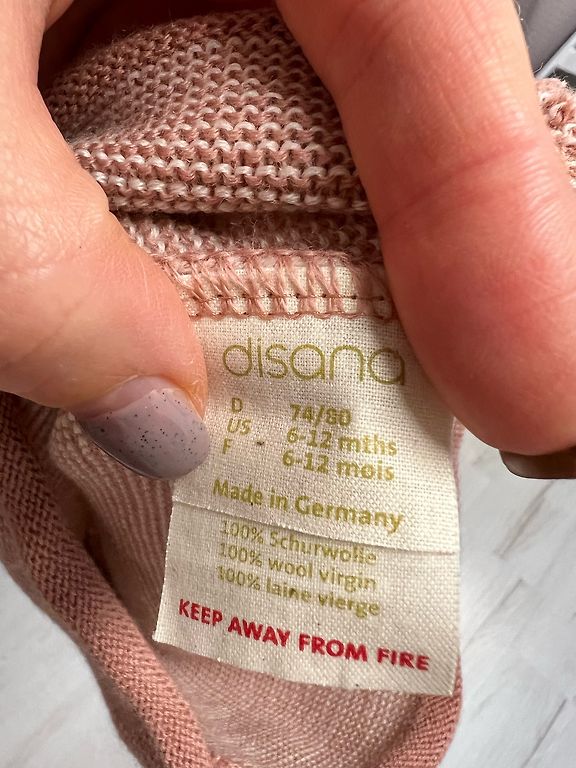 disana
D 74/80
US - 6-12 mths
F 6-12 mois
Made in Germany
100% Schurwolle
100% wool virgin
100% laine vierge
KEEP AWAY FROM FIRE